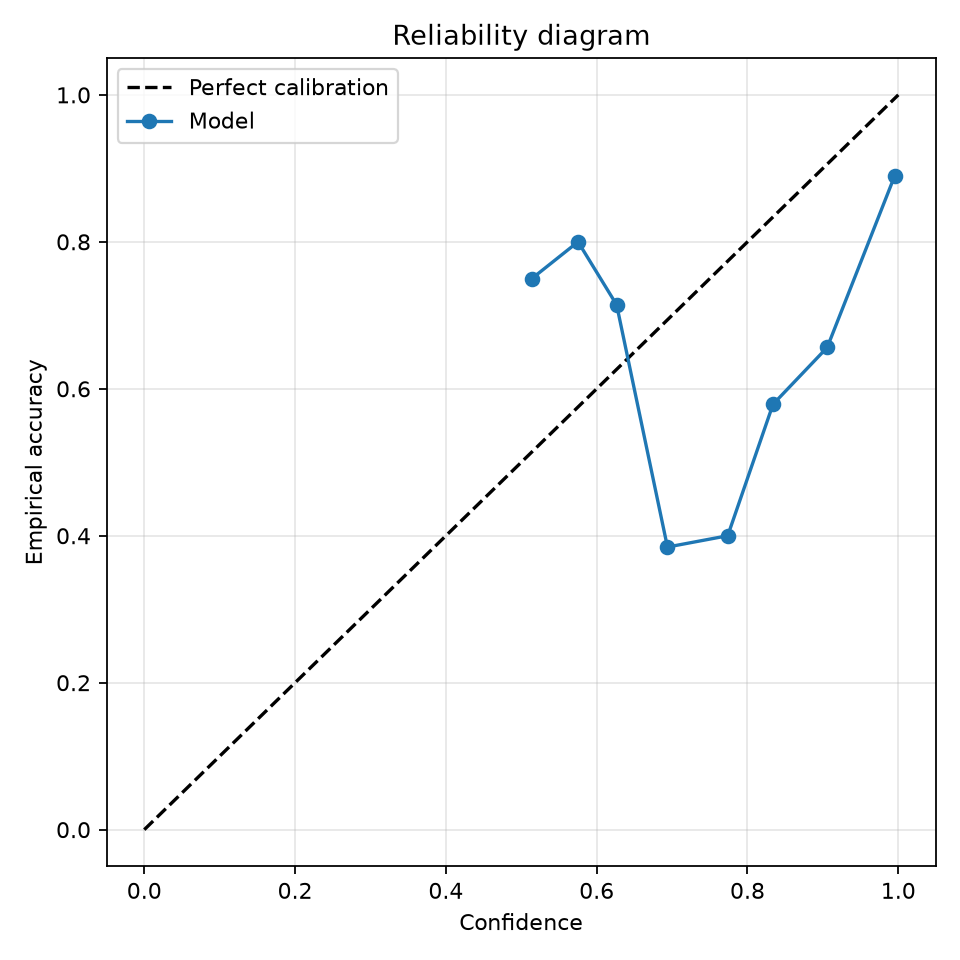 Reliability diagram
Perfect calibration
Model
1.0
0.8
0.6
0.4
0.2
0.0
Empirical accuracy
0.0 0.2 0.4 0.6 0.8 1.0
Confidence